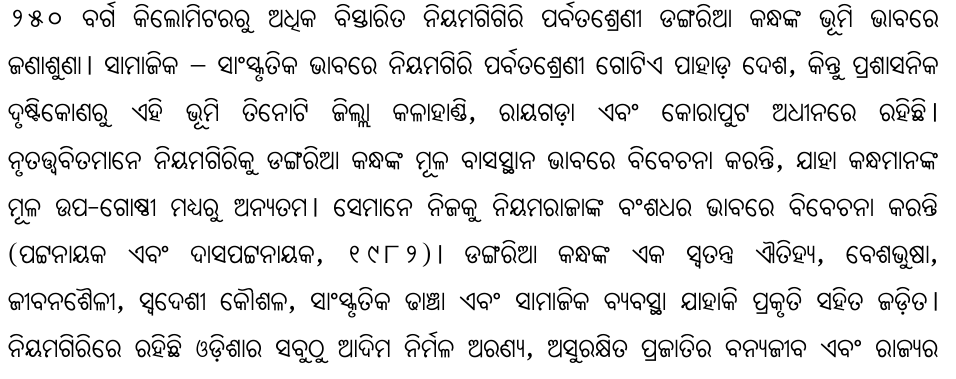 ୨୫୦ ବର୍ଗ କିଲୋମିଟରରୁ ଅଧିକ ବିସ୍ତାରିତ ନିୟମଗିଗିରି ପର୍ବତଶ୍ରେଣୀ ଡଙ୍ଗରିଆ କନ୍ଧଙ୍କ ଭୂମି ଭାବରେ
ଜଣାଶୁଣା। ସାମାଜିକ – ସାଂସ୍କୃତିକ ଭାବରେ ନିୟମଗିରି ପର୍ବତଶ୍ରେଣୀ ଗୋଟିଏ ପାହାଡ଼ ଦେଶ, କିନ୍ତୁ ପ୍ରଶାସନିକ
ଦୃଷ୍ଟିକୋଣରୁ ଏହି ଭୂମି ତିନୋଟି ଜିଲ୍ଲା କଳାହାଣ୍ଡି, ରାୟଗଡ଼ା ଏବଂ କୋରାପୁଟ ଅଧୀନରେ ରହିଛି।
ନୃତତ୍ତ୍ୱବିତମାନେ ନିୟମଗିରିକୁ ଡଙ୍ଗରିଆ କନ୍ଧଙ୍କ ମୂଳ ବାସସ୍ଥାନ ଭାବରେ ବିବେଚନା କରନ୍ତି, ଯାହା କନ୍ଧମାନଙ୍କ
ମୂଳ ଉପ-ଗୋଷ୍ଠୀ ମଧ୍ୟରୁ ଅନ୍ୟତମ। ସେମାନେ ନିଜକୁ ନିୟମରାଜାଙ୍କ ବଂଶଧର ଭାବରେ ବିବେଚନା କରନ୍ତି
(ପଟ୍ଟନାୟକ ଏବଂ ଦାସପଟ୍ଟନାୟକ, ୧୯୮୨)। ଡଙ୍ଗରିଆ କନ୍ଧଙ୍କ ଏକ ସ୍ୱତନ୍ତ୍ର ଐତିହ୍ୟ, ବେଶଭୁଷା,
ଜୀବନଶୈଳୀ, ସ୍ୱଦେଶୀ କୌଶଳ, ସାଂସ୍କୃତିକ ଢାଞ୍ଚା ଏବଂ ସାମାଜିକ ବ୍ୟବସ୍ଥା ଯାହାକି ପ୍ରକୃତି ସହିତ ଜଡ଼ିତ।
ନିୟମଗିରିରେ ରହିଛି ଓଡ଼ିଶାର ସବୁଠୁ ଆଦିମ ନିର୍ମଳ ଅରଣ୍ୟ, ଅସୁରକ୍ଷିତ ପ୍ରଜାତିର ବନ୍ୟଜୀବ ଏବଂ ରାଜ୍ୟର